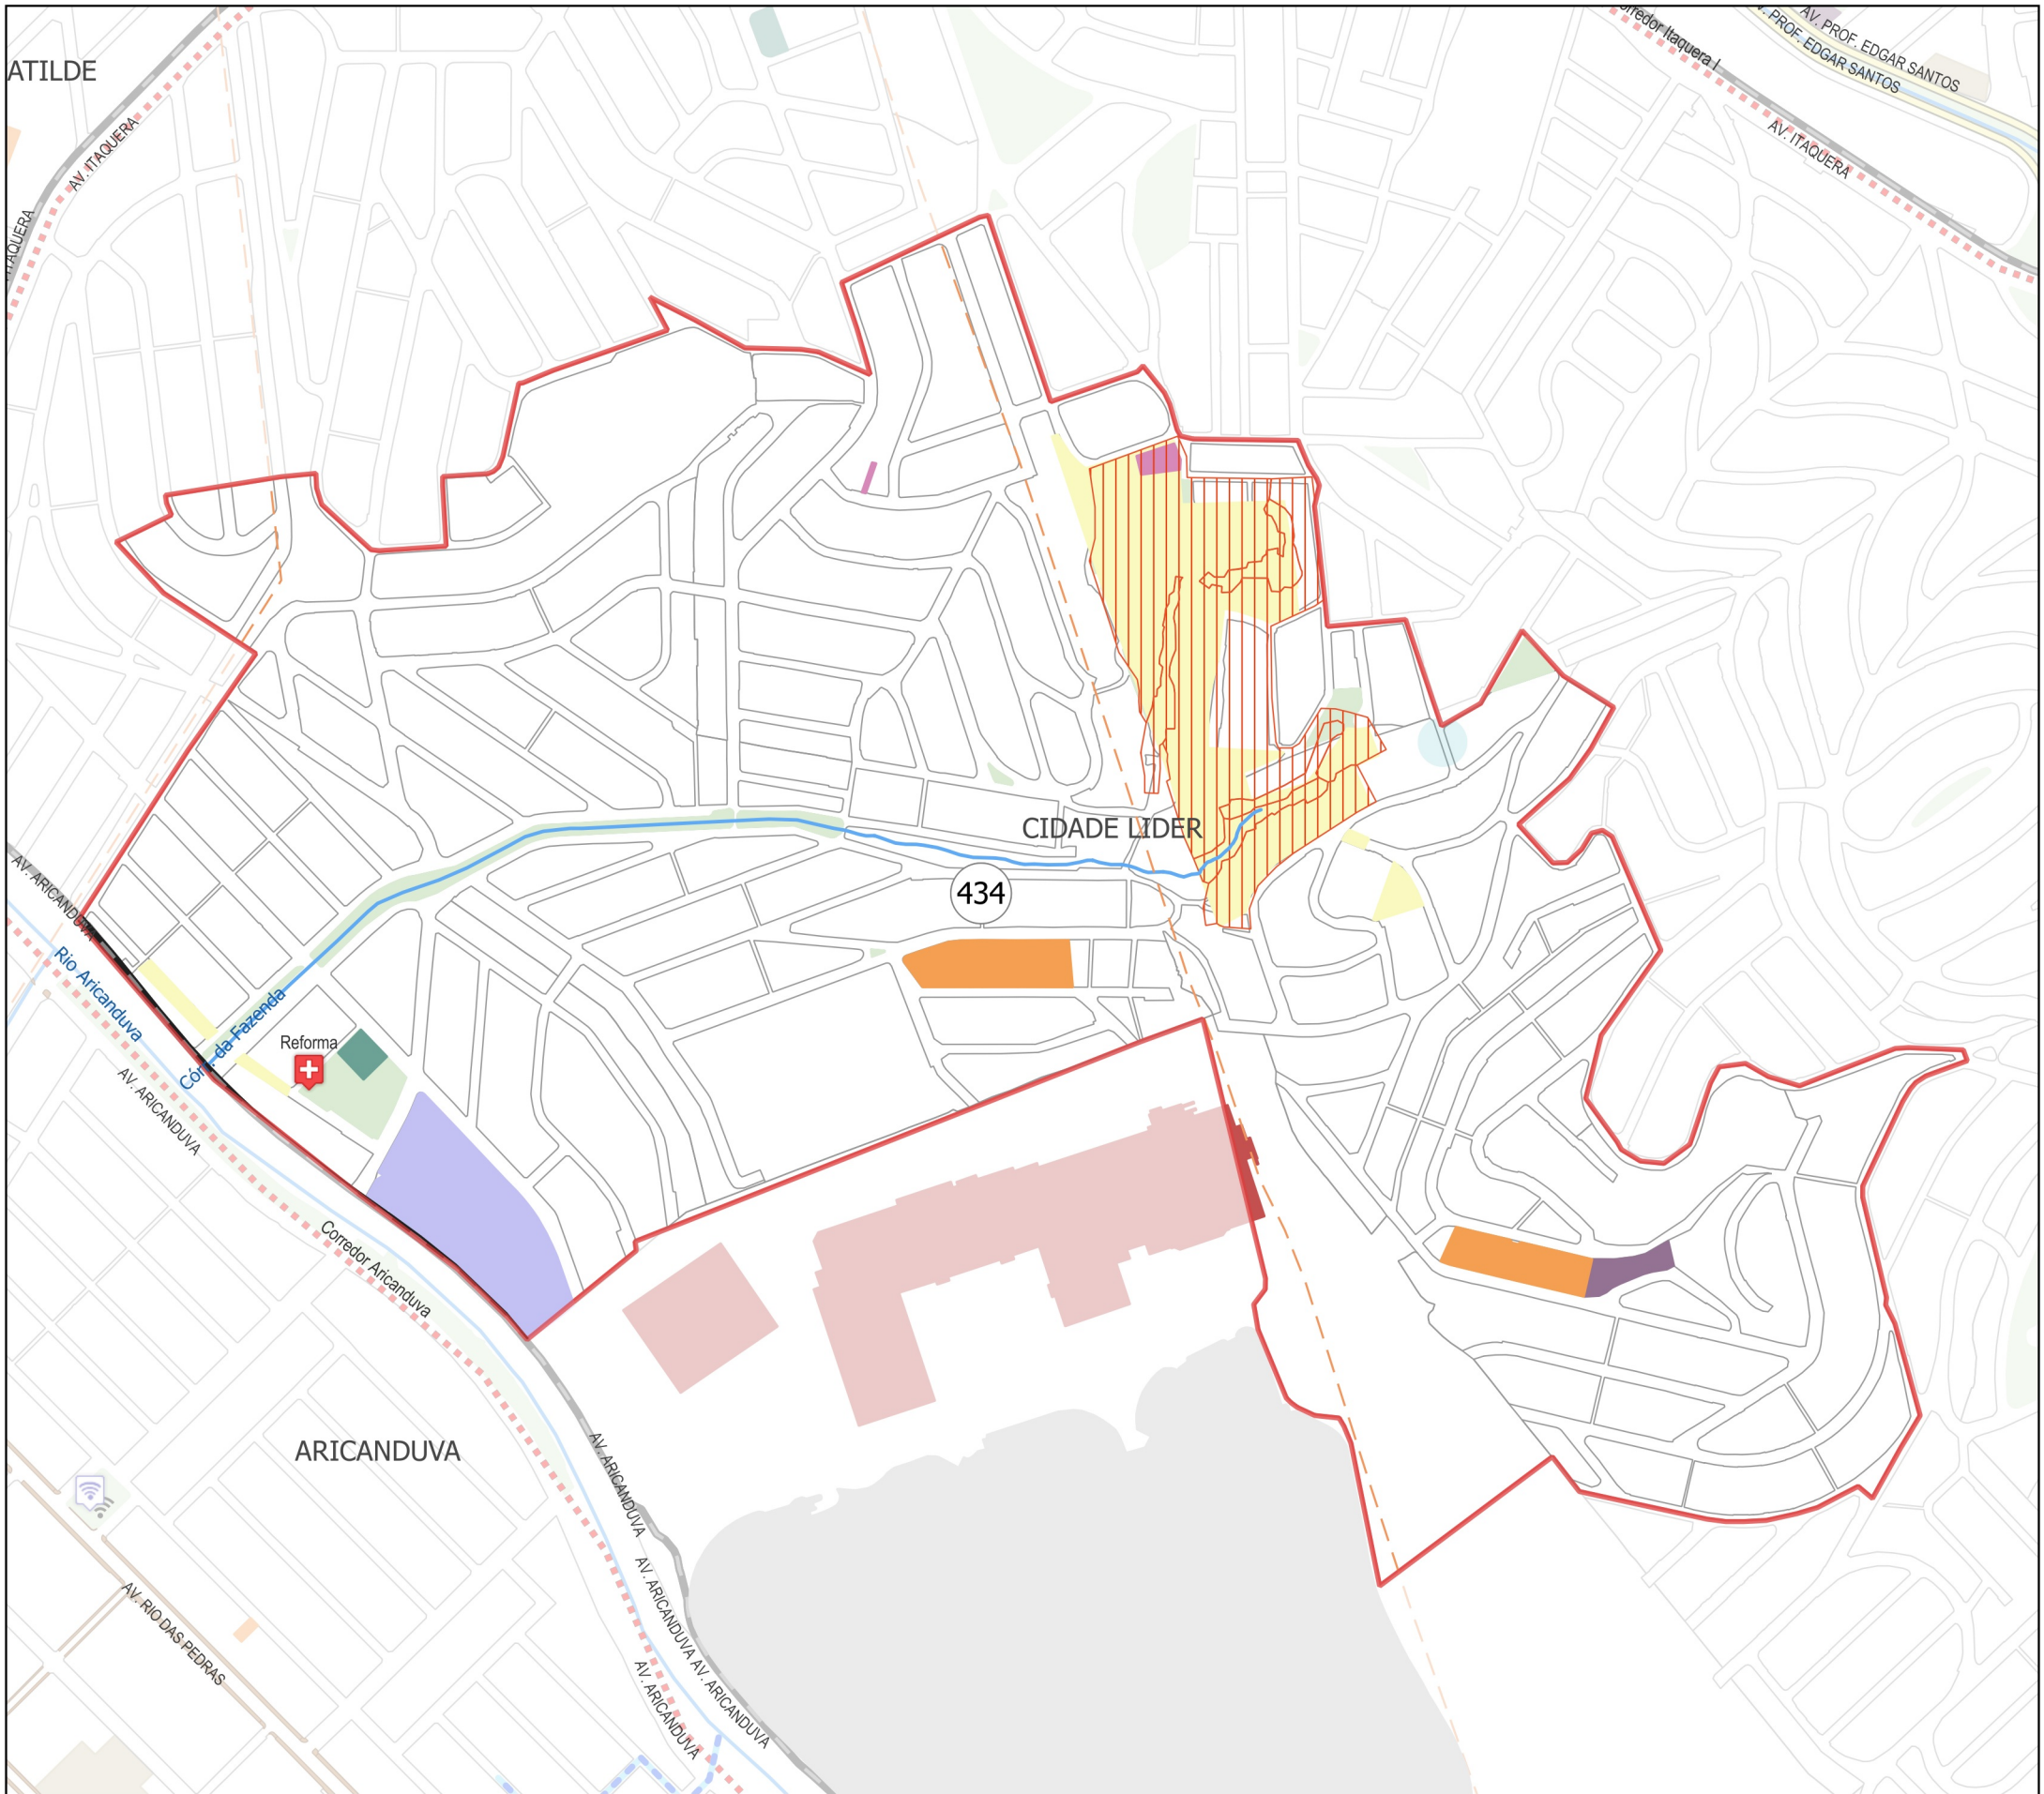 orredor Itaquera I
AV. PROF. EDGAR SANTOS
AV. PROF. EDGAR SANTOS
ATILDE
AV. ITAQUERA
AV. ITAQUERA
ITAQUERA
CIDADE LIDER
AV. ARICANDUVA
434
Rio Aricanduva
Cór. da Fazenda
Reforma
AV. ARICANDUVA
Corredor Aricanduva
ARICANDUVA
AV. ARICANDUVA
AV. ARICANDUVA
AV. ARICANDUVA
AV. RIO DAS PEDRAS
AV. ARICANDUVA